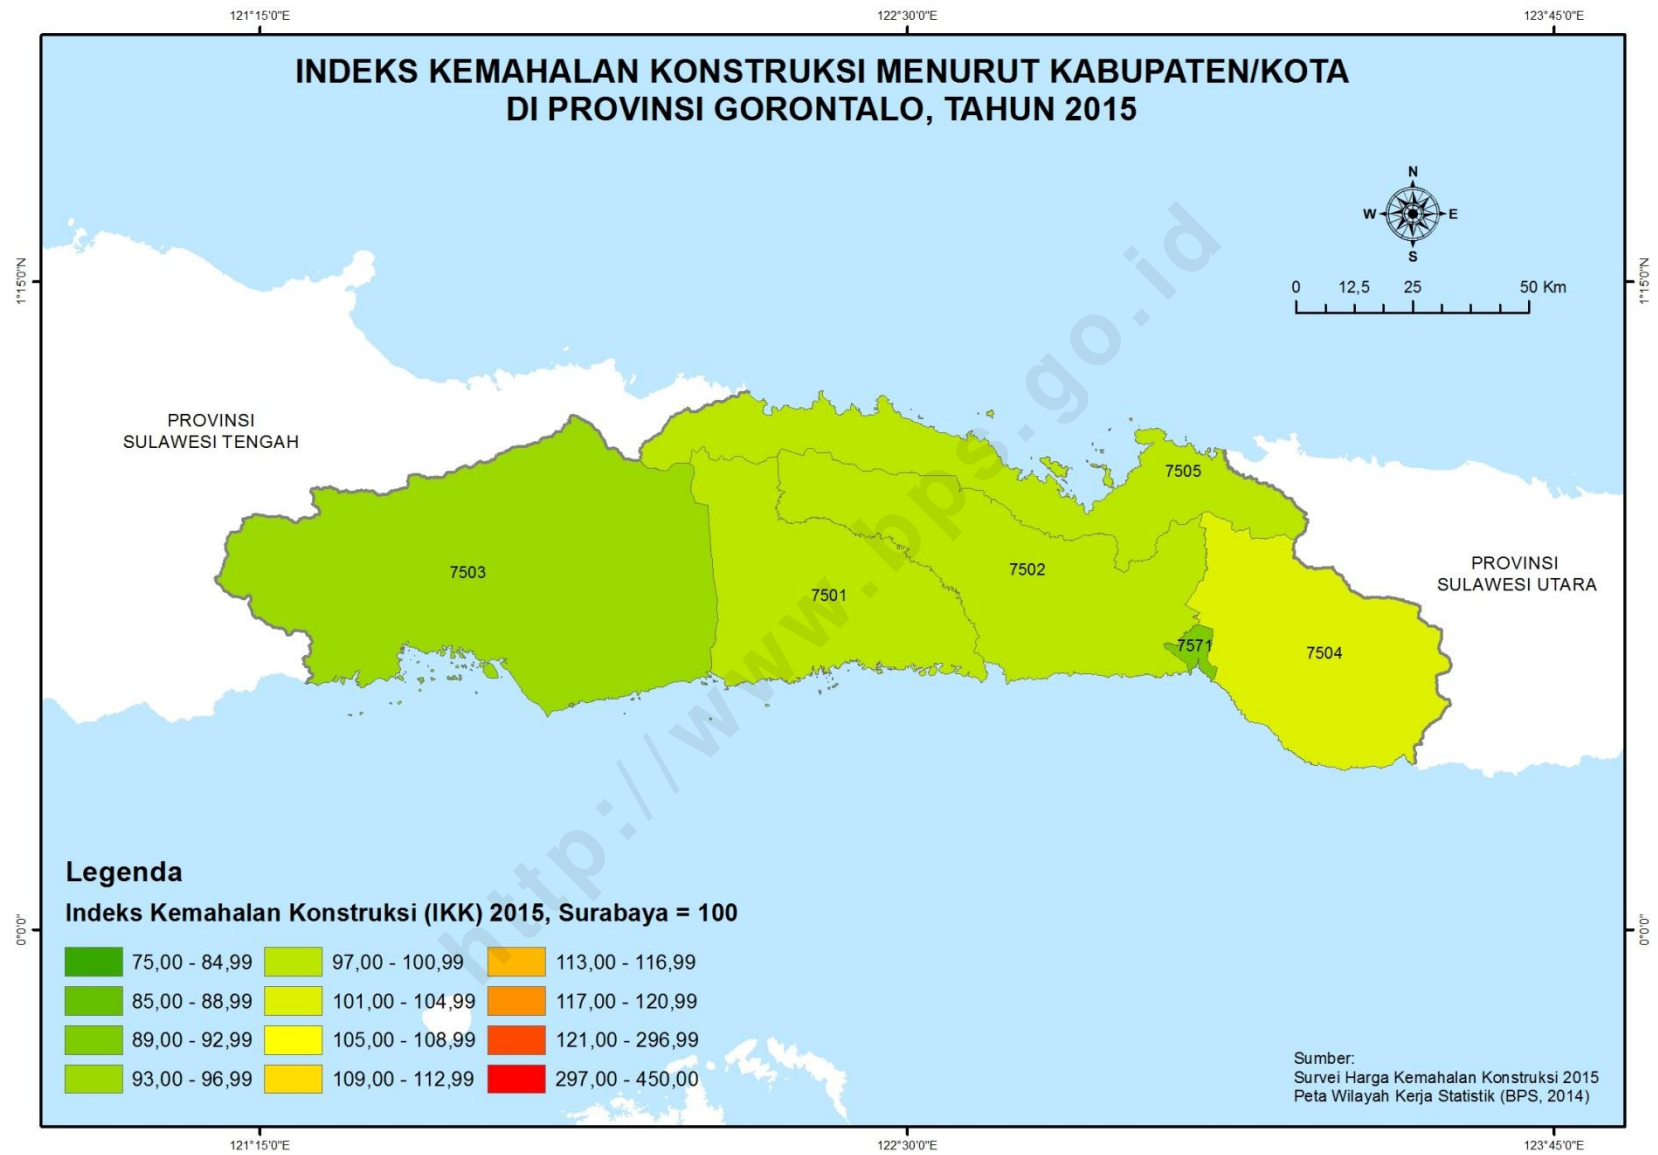 121°15'0"E 122°30'0"E 123°45'0"E
INDEKS KEMAHALAN KONSTRUKSI MENURUT KABUPATEN/KOTA
DI PROVINSI GORONTALO, TAHUN 2015
N
W E
S
0 12,5 25 50 Km
1°15'0"N 1°15'0"N
PROVINSI
SULAWESI TENGAH
7505
7503
7501
7502
7571
7504
PROVINSI
SULAWESI UTARA
http://www.bps.go.id
Legenda
Indeks Kemahalan Konstruksi (IKK) 2015, Surabaya = 100
0°0'0" 0°0'0"
75,00 - 84,99 97,00 - 100,99 113,00 - 116,99
85,00 - 88,99 101,00 - 104,99 117,00 - 120,99
89,00 - 92,99 105,00 - 108,99 121,00 - 296,99
93,00 - 96,99 109,00 - 112,99 297,00 - 450,00
Sumber:
Survei Harga Kemahalan Konstruksi 2015
Peta Wilayah Kerja Statistik (BPS, 2014)
121°15'0"E 122°30'0"E 123°45'0"E